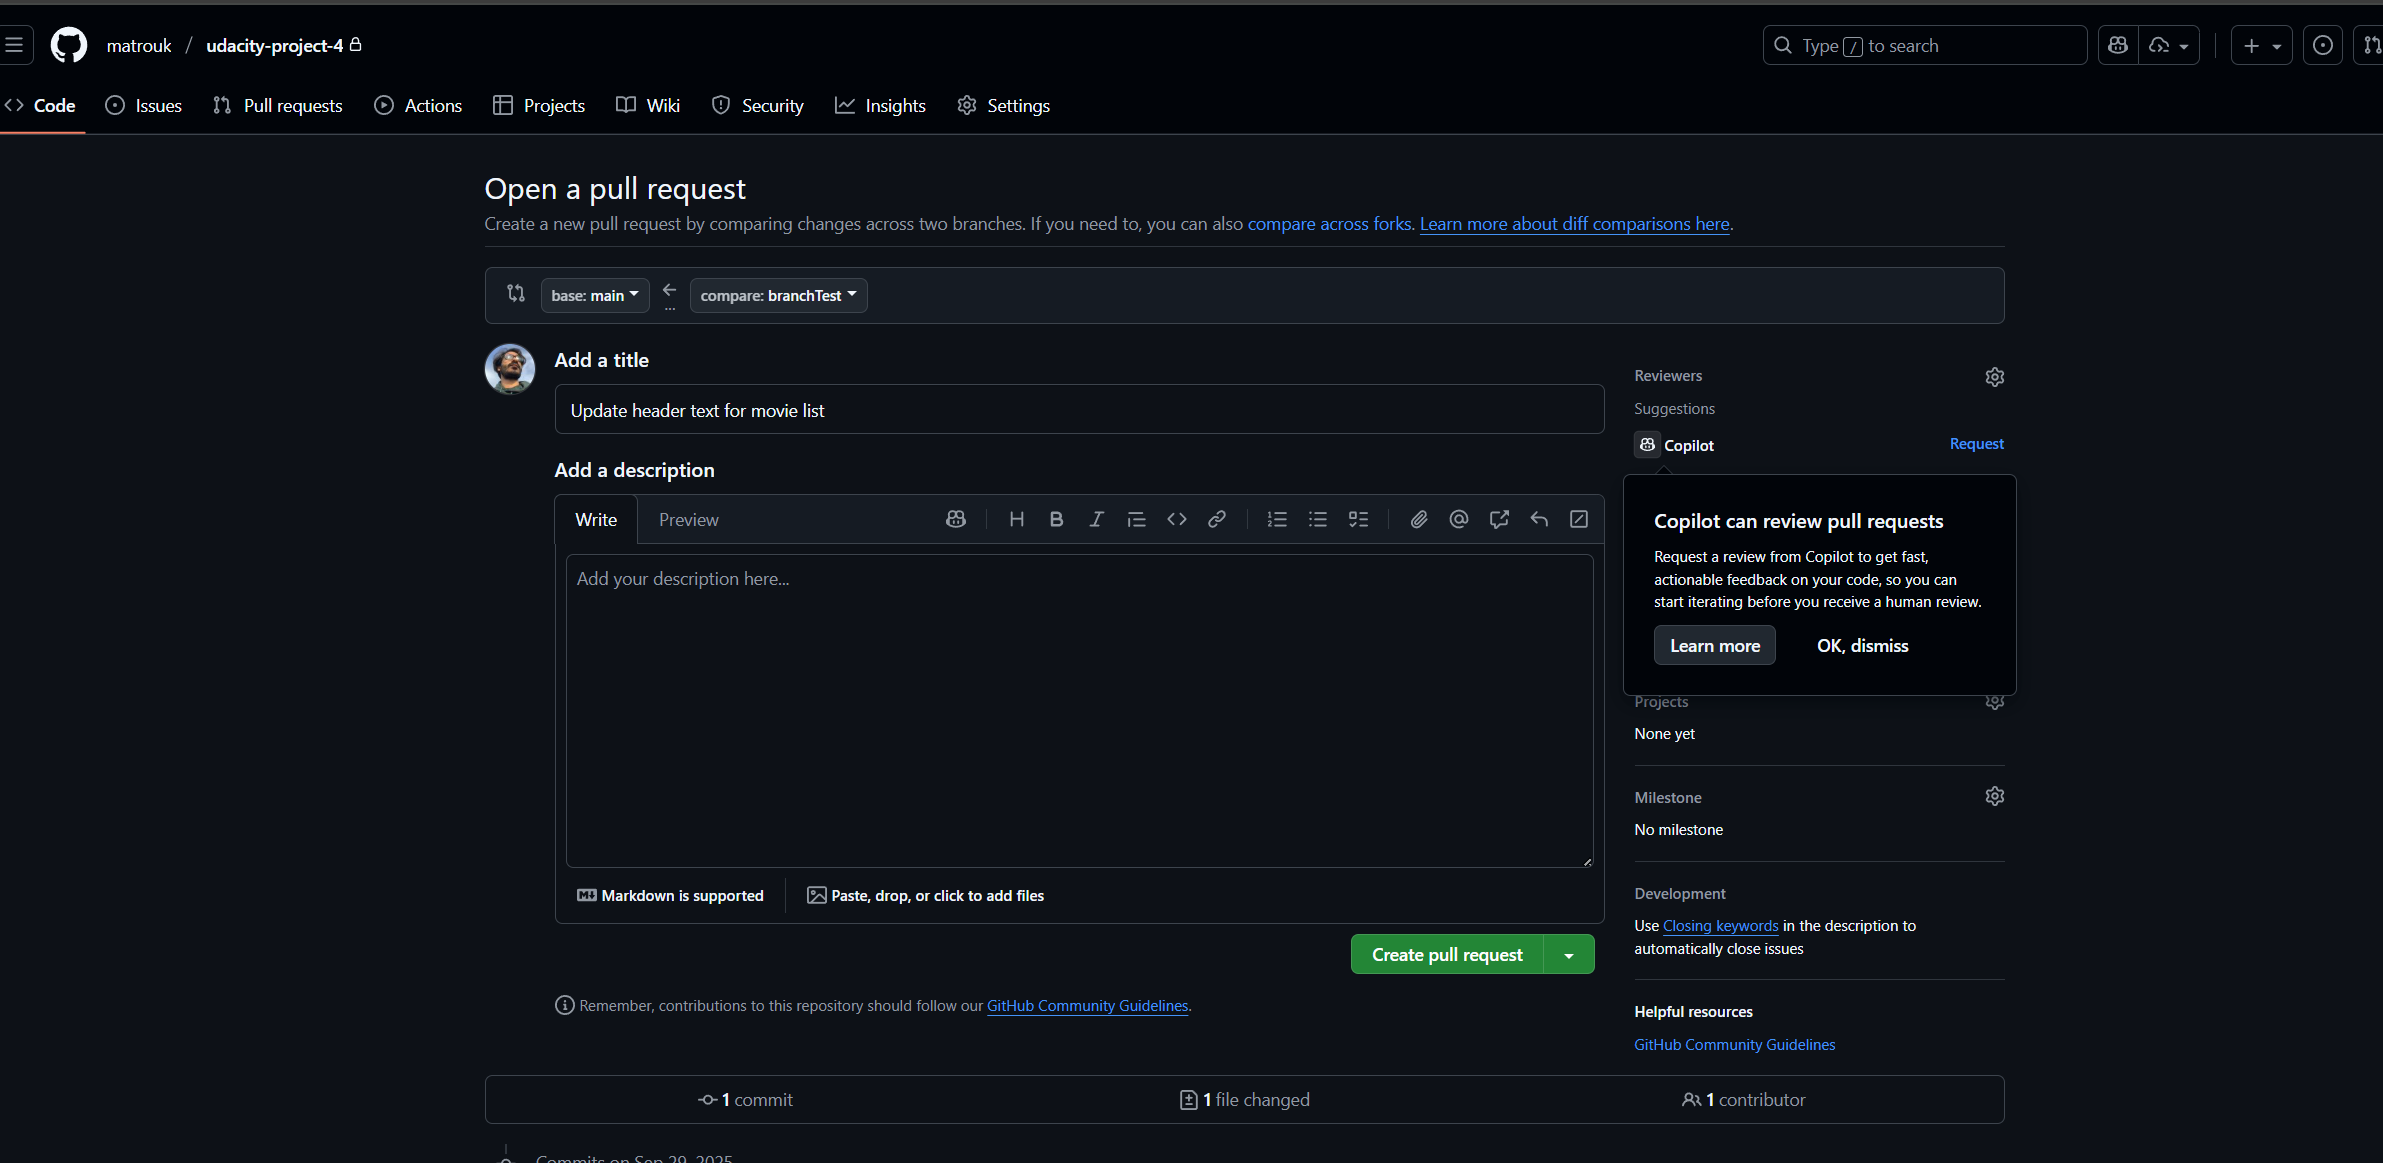 matrouk / udacity-project-4
Type / to search
Code Issues Pull requests Actions Projects Wiki Security Insights Settings
Open a pull request
Create a new pull request by comparing changes across two branches. If you need to, you can also compare across forks. Learn more about diff comparisons here.
base: main compare: branchTest
...
Add a title
Update header text for movie list
Add a description
Write Preview
Add your description here...
Markdown is supported
Paste, drop, or click to add files
Create pull request
Remember, contributions to this repository should follow our GitHub Community Guidelines.
Reviewers
Suggestions
Copilot Request
Copilot can review pull requests
Request a review from Copilot to get fast,
actionable feedback on your code, so you can
start iterating before you receive a human review.
Learn more OK, dismiss
Projects
None yet
Milestone
No milestone
Development
Use Closing keywords in the description to
automatically close issues
Helpful resources
GitHub Community Guidelines
1 commit 1 file changed 1 contributor
Commits on Sep 29, 2025